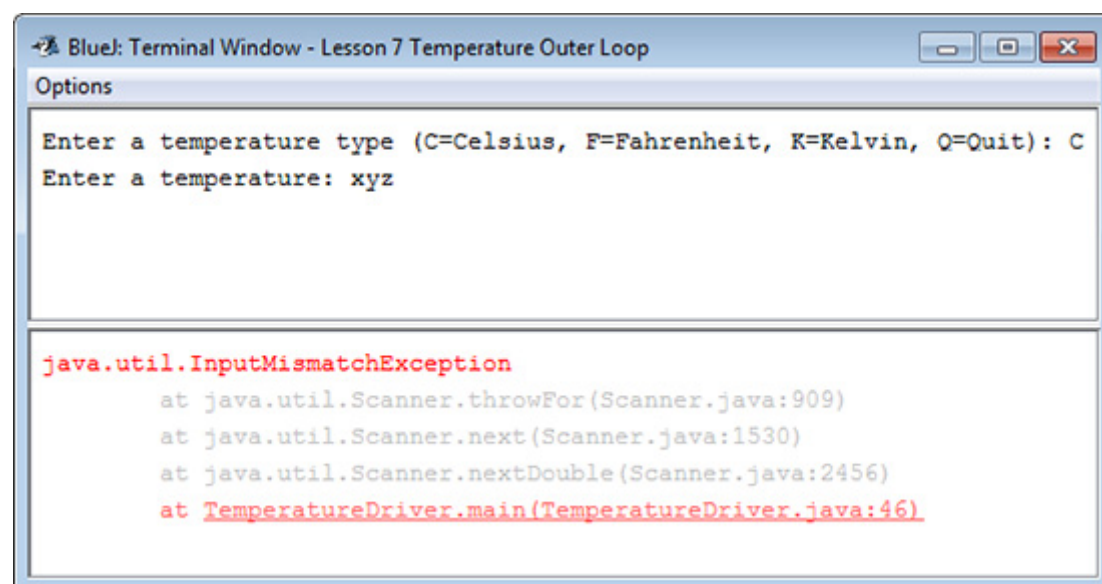 BlueJ: Terminal Window - Lesson 7 Temperature Outer Loop
Options
Enter a temperature type (C=Celsius, F=Fahrenheit, K=Kelvin, Q=Quit): C
Enter a temperature: xyz
java.util.InputMismatchException
at java.util.Scanner.throwFor(Scanner.java:909)
at java.util.Scanner.next(Scanner.java:1530)
at java.util.Scanner.nextDouble(Scanner.java:2456)
at TemperatureDriver.main(TemperatureDriver.java:46)